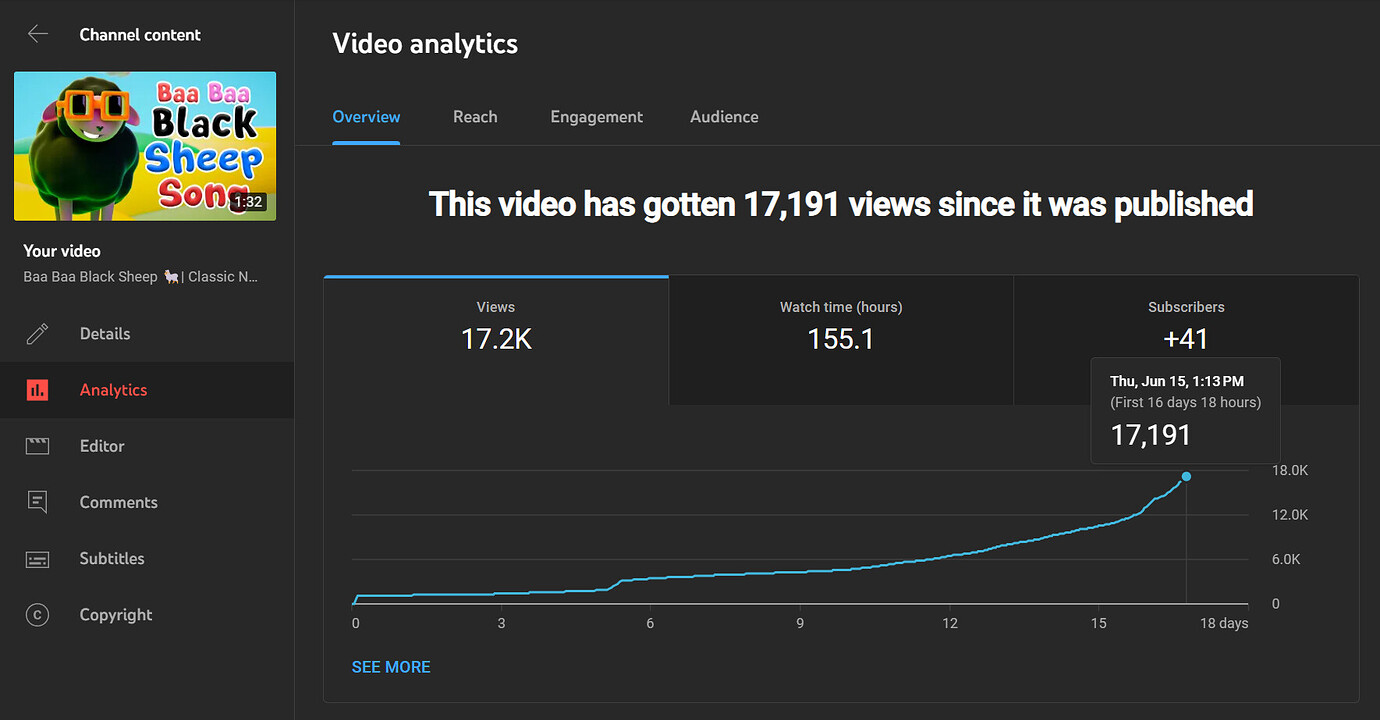 Channel content
Baa Baa
Black
Sheep
Song
1:32
Your video
Baa Baa Black Sheep 🐑 | Classic N...
Details
Analytics
Editor
Comments
Subtitles
Copyright
Video analytics
Overview Reach Engagement Audience
This video has gotten 17,191 views since it was published
Views
17.2K
Watch time (hours)
155.1
Subscribers
+41
Thu, Jun 15, 1:13 PM
(First 16 days 18 hours)
17,191
18.0K
12.0K
6.0K
0
0 3 6 9 12 15 18 days
SEE MORE